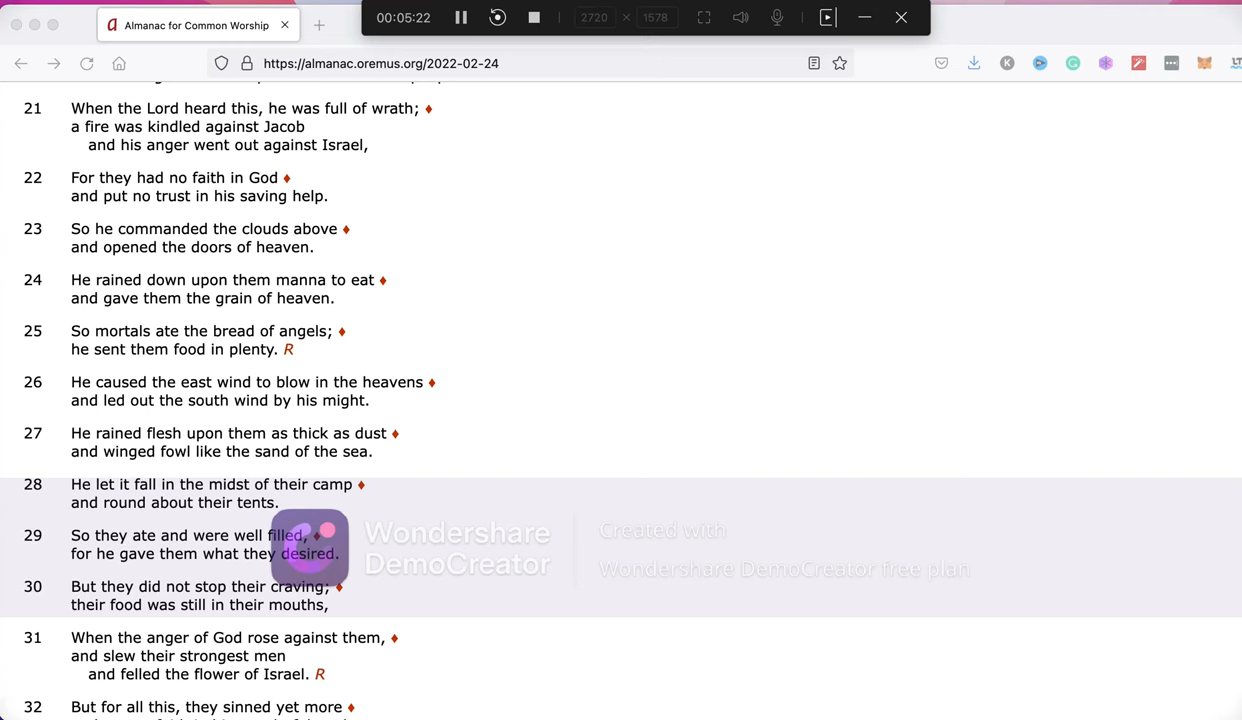 00:05:22
2720 × 1578
a Almanac for Common Worship
https://almanac.oremus.org/2022-02-24
21 When the Lord heard this, he was full of wrath; ♦
a fire was kindled against Jacob
and his anger went out against Israel,
22 For they had no faith in God ♦
and put no trust in his saving help.
23 So he commanded the clouds above ♦
and opened the doors of heaven.
24 He rained down upon them manna to eat ♦
and gave them the grain of heaven.
25 So mortals ate the bread of angels; ♦
he sent them food in plenty. R
26 He caused the east wind to blow in the heavens ♦
and led out the south wind by his might.
27 He rained flesh upon them as thick as dust ♦
and winged fowl like the sand of the sea.
28 He let it fall in the midst of their camp ♦
and round about their tents.
29 So they ate and were well filled, ♦
for he gave them what they desired.
30 But they did not stop their craving; ♦
their food was still in their mouths,
Wondershare
DemoCreator
Created with
Wondershare DemoCreator free plan
31 When the anger of God rose against them, ♦
and slew their strongest men
and felled the flower of Israel. R
32 But for all this, they sinned yet more ♦